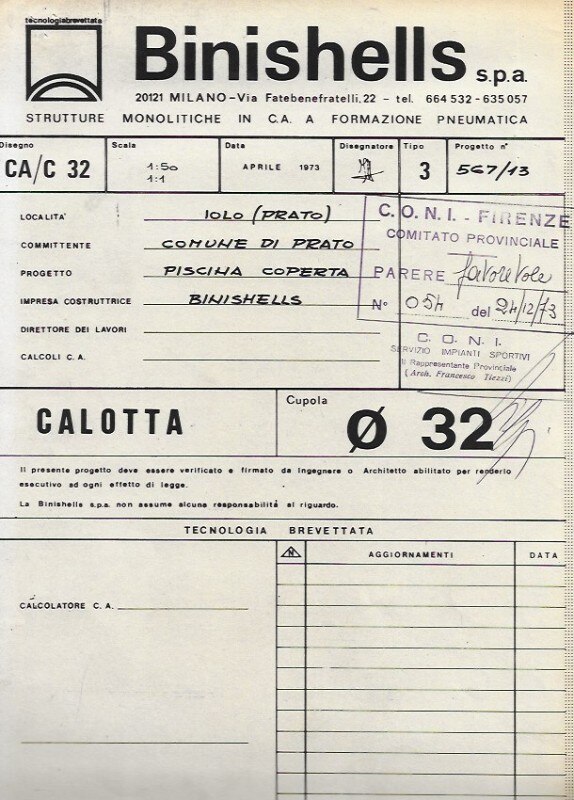 tecnologiabrevettata
Binishells s.p.a.
20121 MILANO - Via Fatebenefratelli, 22 - tel. 664 532 - 635 057
STRUTTURE MONOLITICHE IN C.A. A FORMAZIONE PNEUMATICA
Disegno Scala Data Disegnatore Tipo Progetto n°
CA/C 32 1:50 1:1 APRILE 1973 3 567/13
LOCALITA' IOLO (PRATO)
COMMITTENTE COMUNE DI PRATO
PROGETTO PISCINA COPERTA
IMPRESA COSTRUTTRICE BINISHELLS
DIRETTORE DEI LAVORI
CALCOLI C.A.
C.O.N.I. - FIRENZE
COMITATO PROVINCIALE
PARERE favorevole
N° 054 del 24/12/73
C. O. N. I.
SERVIZIO IMPIANTI SPORTIVI
Il Rappresentante Provinciale
(Arch. Francesco Tiezzi)
CALOTTA
Cupola
Ø 32
Il presente progetto deve essere verificato e firmato da Ingegnere o Architetto abilitato per renderlo
esecutivo ad ogni effetto di legge.
La Binishells s.p.a. non assume alcuna responsabilità al riguardo.
TECNOLOGIA BREVETTATA
N AGGIORNAMENTI DATA
CALCOLATORE C.A.